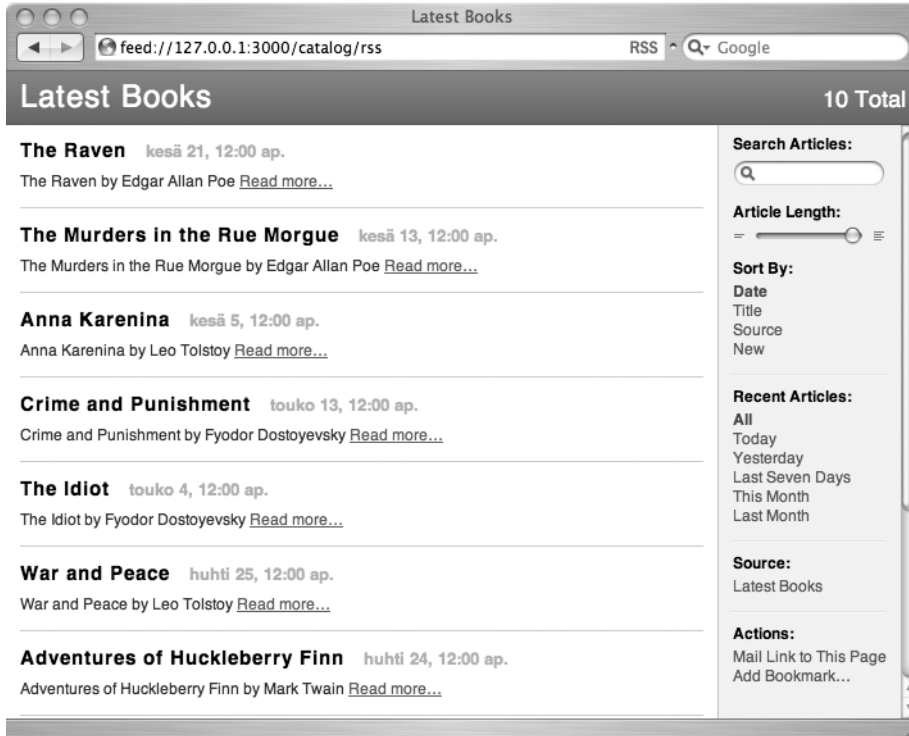 Latest Books
feed://127.0.0.1:3000/catalog/rss RSS Google
Latest Books 10 Total
The Raven kesä 21, 12:00 ap.
The Raven by Edgar Allan Poe Read more...
The Murders in the Rue Morgue kesä 13, 12:00 ap.
The Murders in the Rue Morgue by Edgar Allan Poe Read more...
Anna Karenina kesä 5, 12:00 ap.
Anna Karenina by Leo Tolstoy Read more...
Crime and Punishment touko 13, 12:00 ap.
Crime and Punishment by Fyodor Dostoyevsky Read more...
The Idiot touko 4, 12:00 ap.
The Idiot by Fyodor Dostoyevsky Read more...
War and Peace huhti 25, 12:00 ap.
War and Peace by Leo Tolstoy Read more...
Adventures of Huckleberry Finn huhti 24, 12:00 ap.
Adventures of Huckleberry Finn by Mark Twain Read more...
Search Articles:
Article Length:
Sort By:
Date
Title
Source
New
Recent Articles:
All
Today
Yesterday
Last Seven Days
This Month
Last Month
Source:
Latest Books
Actions:
Mail Link to This Page
Add Bookmark...